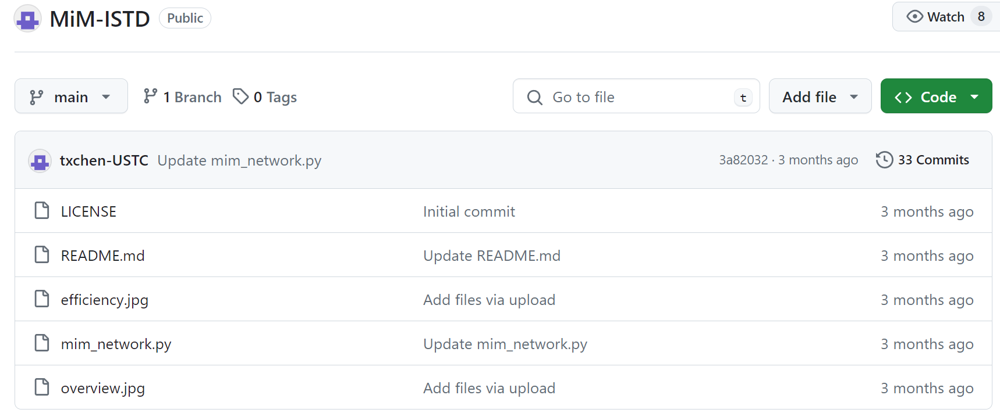 MiM-ISTD Public Watch 8
main 1 Branch 0 Tags Go to file t Add file Code
txchen-USTC Update mim_network.py 3a82032 · 3 months ago 33 Commits
LICENSE Initial commit 3 months ago
README.md Update README.md 3 months ago
efficiency.jpg Add files via upload 3 months ago
mim_network.py Update mim_network.py 3 months ago
overview.jpg Add files via upload 3 months ago